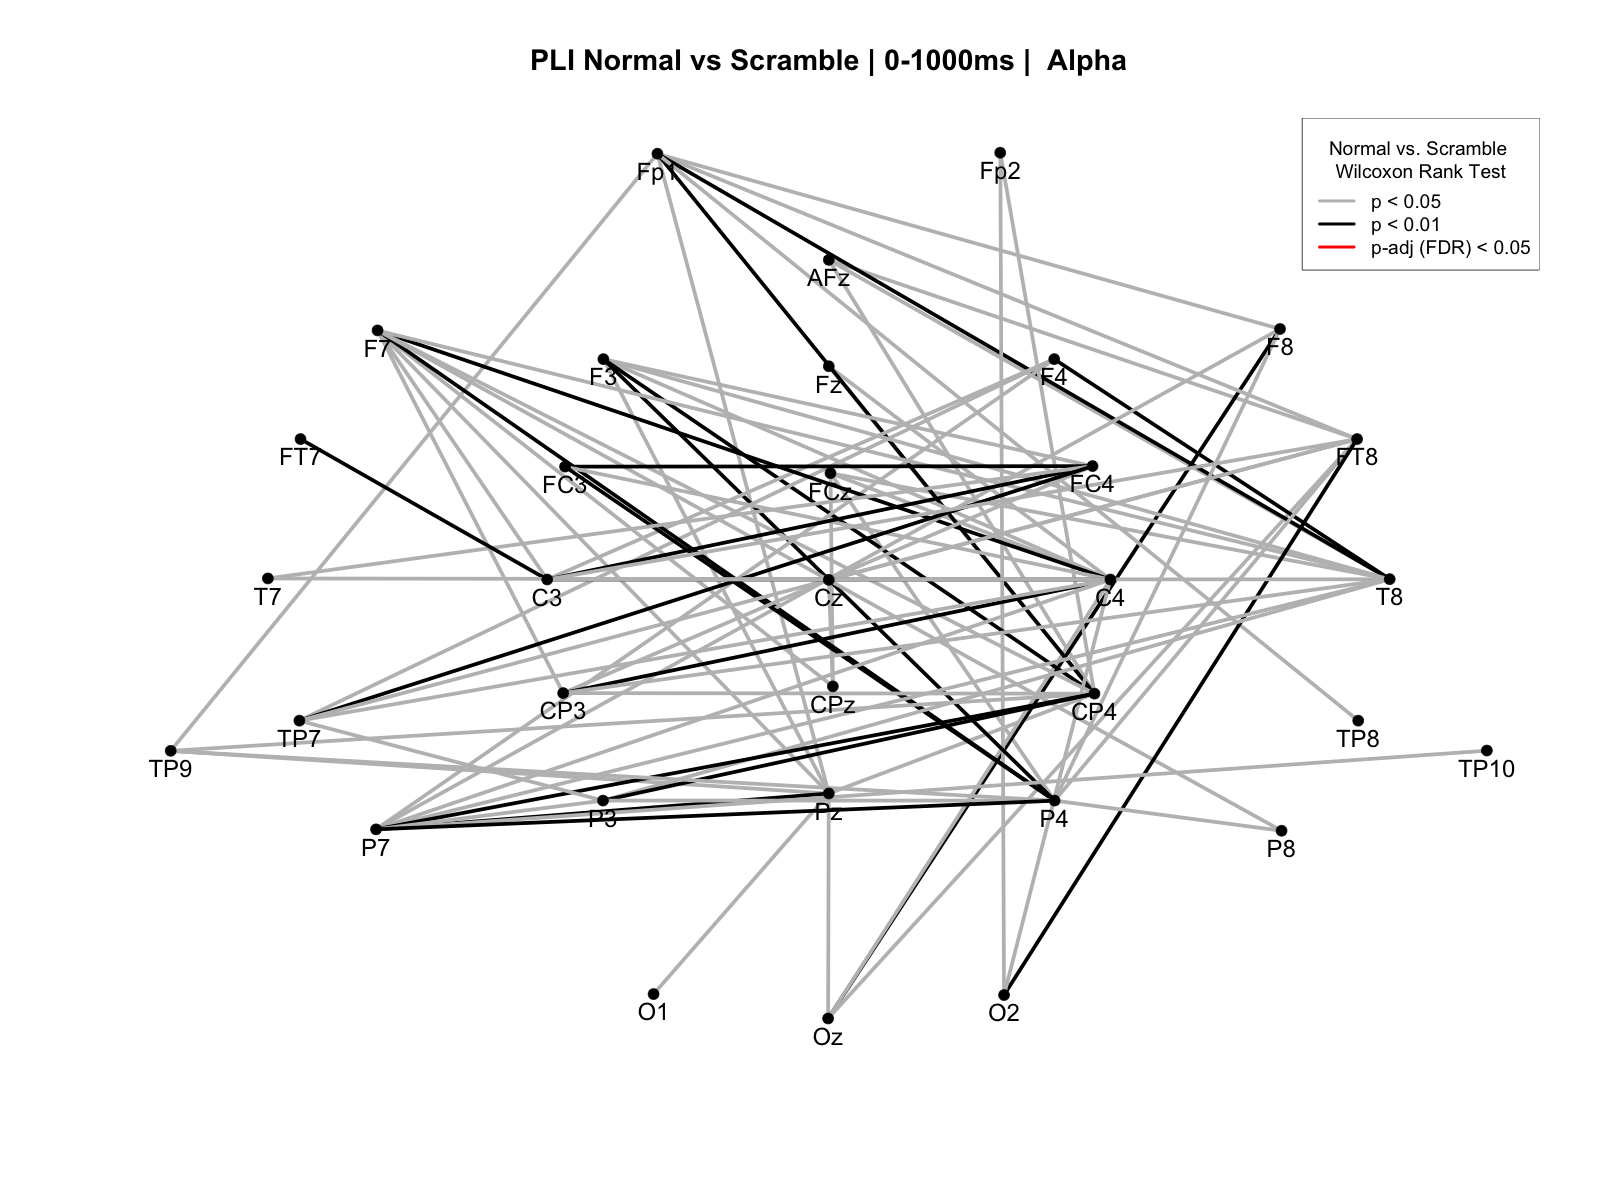 PLI Normal vs Scramble | 0-1000ms | Alpha
Normal vs. Scramble
Wilcoxon Rank Test
p < 0.05
p < 0.01
p-adj (FDR) < 0.05
Fp1
Fp2
AFz
F7
F3
Fz
F4
F8
FT7
FC3
FCz
FC4
FT8
T7
C3
Cz
C4
T8
TP9
TP7
CP3
CPz
CP4
TP8
TP10
P7
P3
Pz
P4
P8
O1
Oz
O2